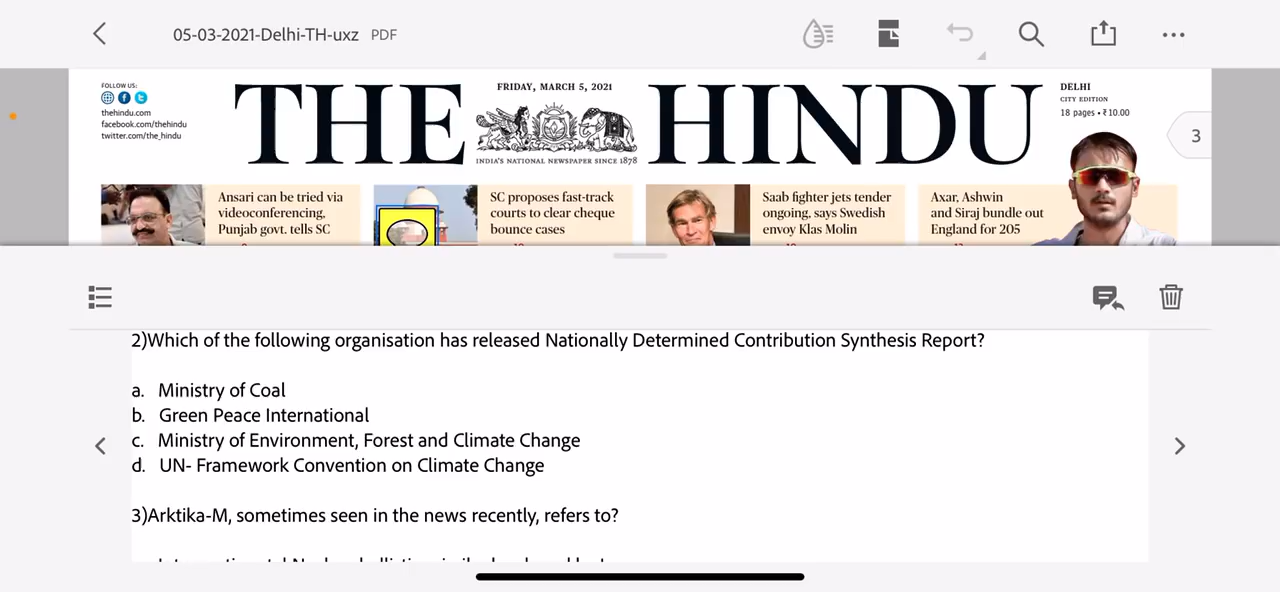 05-03-2021-Delhi-TH-uxz PDF
FOLLOW US:
thehindu.com
facebook.com/thehindu
twitter.com/the_hindu
THE HINDU
FRIDAY, MARCH 5, 2021
INDIA'S NATIONAL NEWSPAPER SINCE 1878
DELHI
CITY EDITION
18 pages • ₹10.00
3
Ansari can be tried via
videoconferencing,
Punjab govt. tells SC
SC proposes fast-track
courts to clear cheque
bounce cases
Saab fighter jets tender
ongoing, says Swedish
envoy Klas Molin
Axar, Ashwin
and Siraj bundle out
England for 205
2)Which of the following organisation has released Nationally Determined Contribution Synthesis Report?
a. Ministry of Coal
b. Green Peace International
c. Ministry of Environment, Forest and Climate Change
d. UN- Framework Convention on Climate Change
3)Arktika-M, sometimes seen in the news recently, refers to?